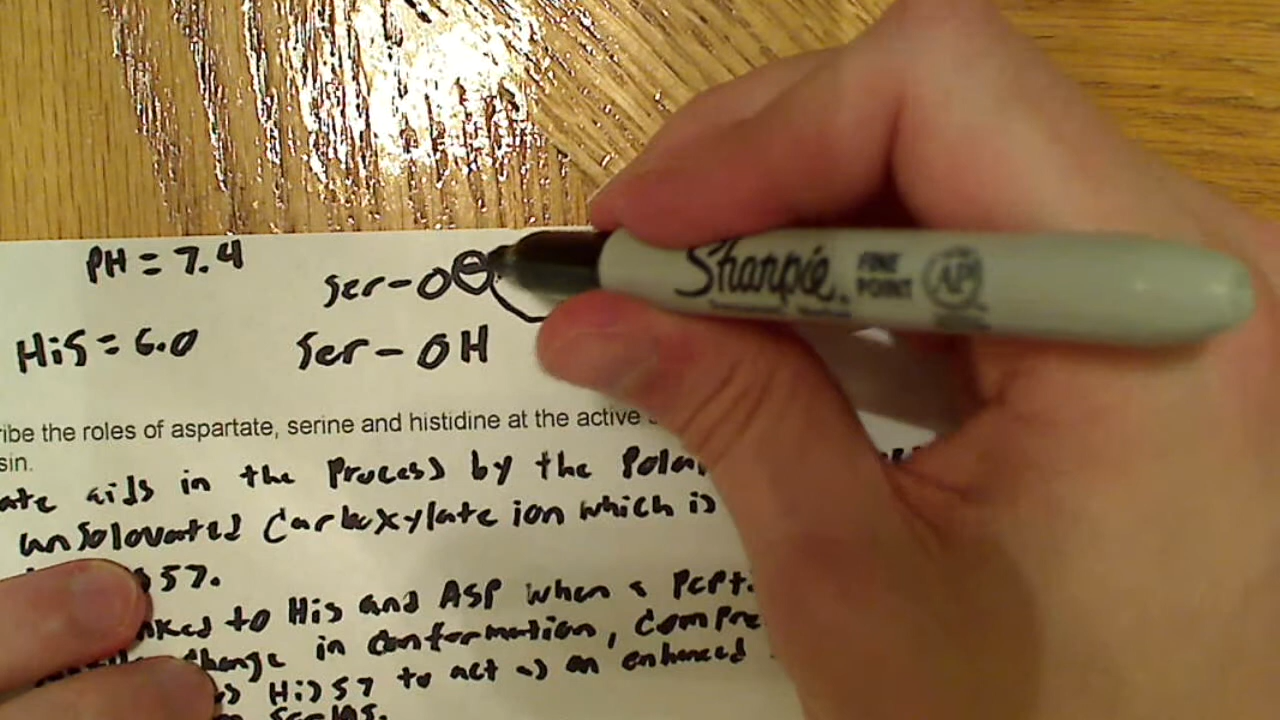 PH = 7.4
Ser-O⊖
His = 6.0
Ser-OH
Sharpie. FINE POINT AP
ribe the roles of aspartate, serine and histidine at the active
sin.
ate aids in the Process by the Polar
unsolovated Carboxylate ion which is
57.
nked to His and ASP when a Pept
change in conformation, Compre
His 57 to act as an enhanced